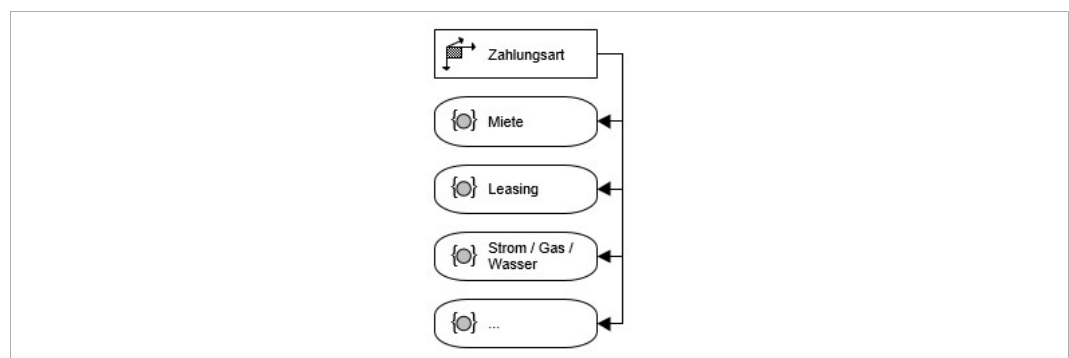 Zahlungsart
Miete
Leasing
Strom / Gas /
Wasser
...